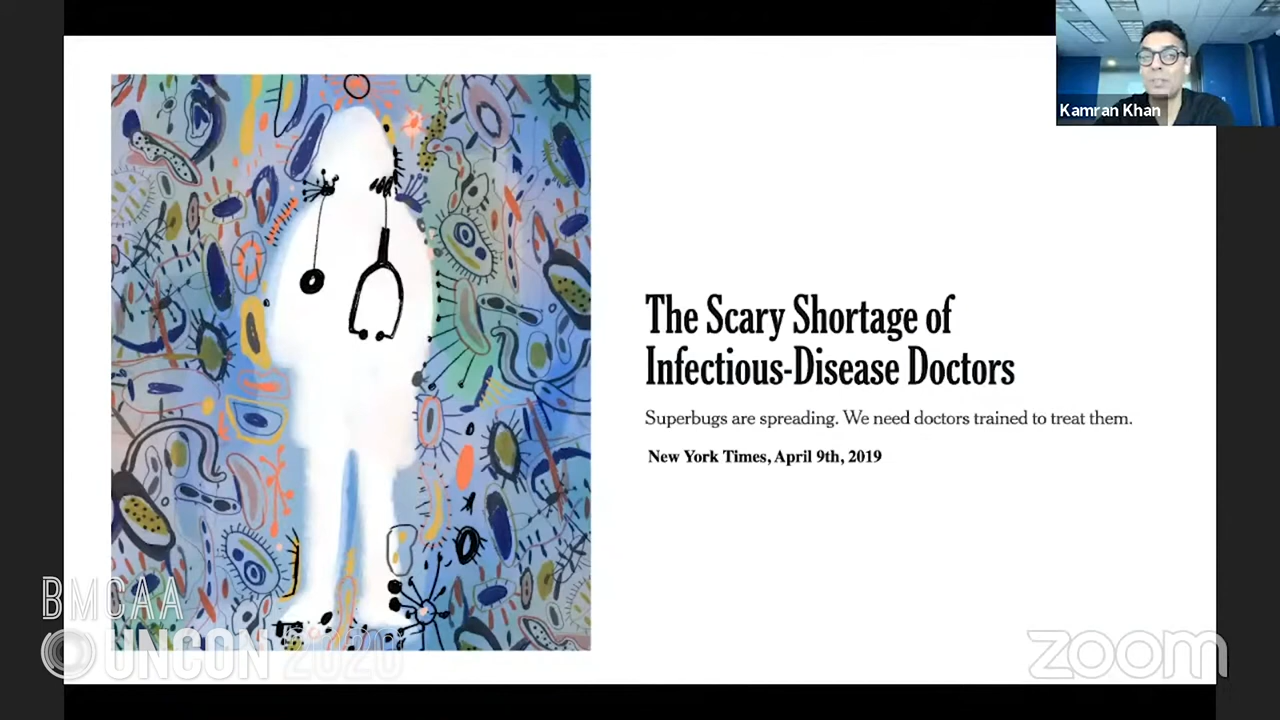 Kamran Khan
The Scary Shortage of
Infectious-Disease Doctors
Superbugs are spreading. We need doctors trained to treat them.
New York Times, April 9th, 2019
BMCAA
UNCON 2020
zoom